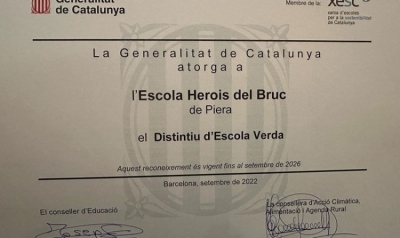 Generalitat
de Catalunya
Membre de la
xesc
xarxa d'escoles
per a la sostenibilitat
de Catalunya
La Generalitat de Catalunya
atorga a
l'Escola Herois del Bruc
de Piera
el Distintiu d'Escola Verda
Aquest reconeixement és vigent fins al setembre de 2026
Barcelona, setembre de 2022
El conseller d'Educació
La consellera d'Acció Climàtica,
Alimentació i Agenda Rural